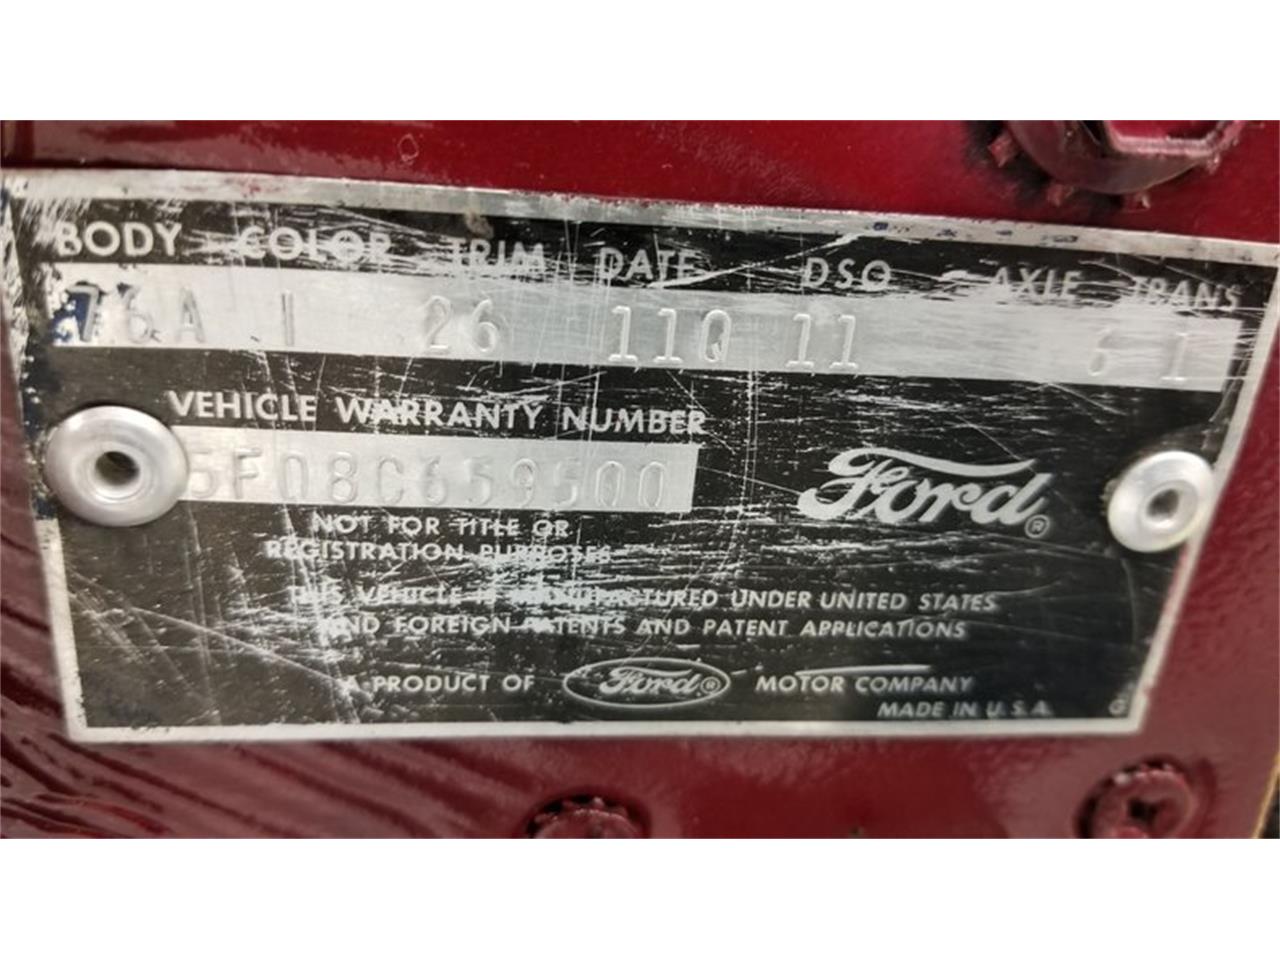 BODY COLOR TRIM DATE DSO AXLE TRANS
76A I 26 11Q 11 6 1
VEHICLE WARRANTY NUMBER
5F08C659500
Ford®
NOT FOR TITLE OR
REGISTRATION PURPOSES
THIS VEHICLE IS MANUFACTURED UNDER UNITED STATES
AND FOREIGN PATENTS AND PATENT APPLICATIONS
A PRODUCT OF Ford® MOTOR COMPANY
MADE IN U.S.A. G